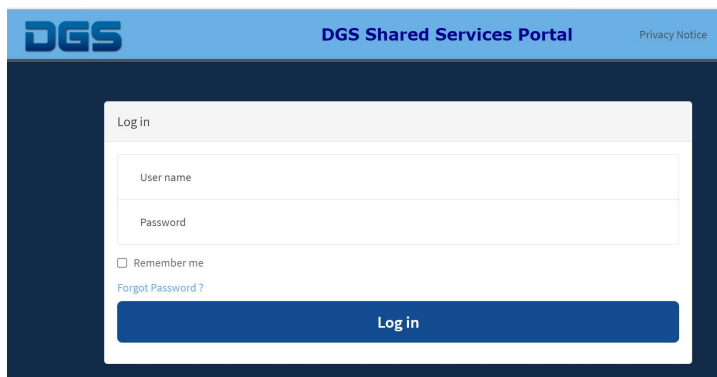 DGS DGS Shared Services Portal Privacy Notice
Log in
User name
Password
Remember me
Forgot Password ?
Log in